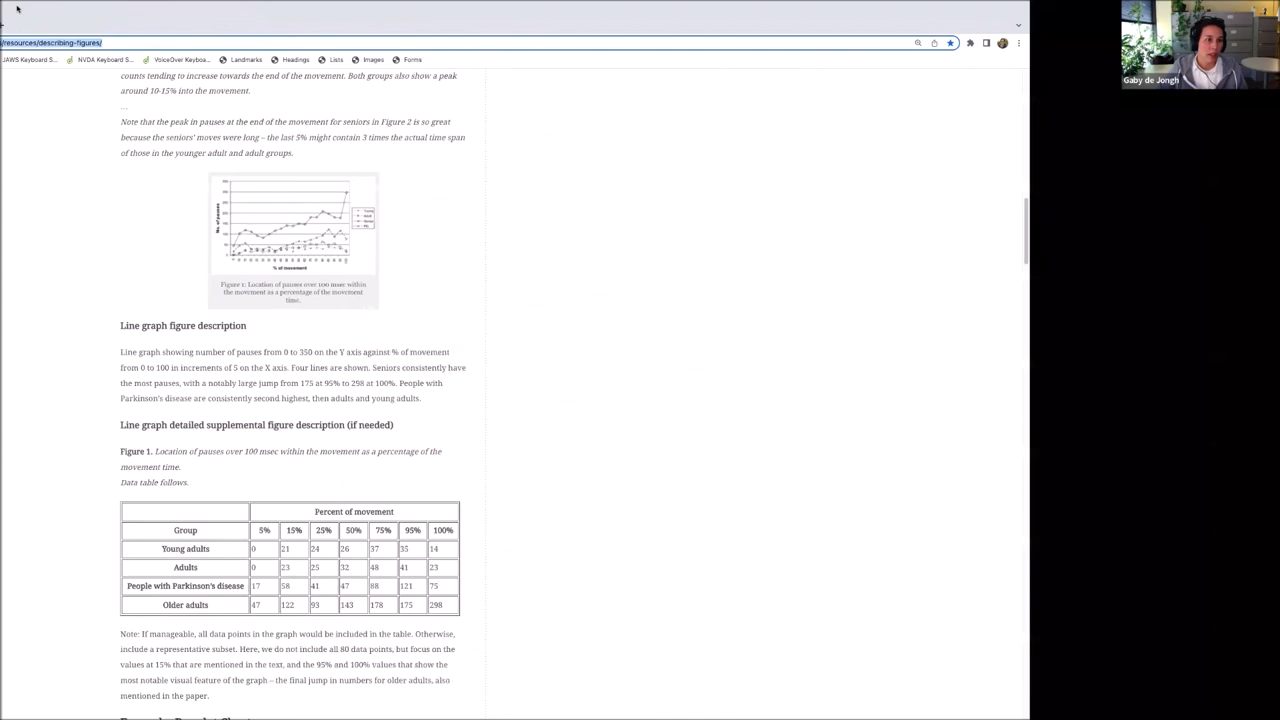 /resources/describing-figures/
JAWS Keyboard S... NVDA Keyboard S... VoiceOver Keyboa... Landmarks Headings Lists Images Forms
Gaby de Jongh
counts tending to increase towards the end of the movement. Both groups also show a peak
around 10-15% into the movement.
...
Note that the peak in pauses at the end of the movement for seniors in Figure 2 is so great
because the seniors' moves were long – the last 5% might contain 3 times the actual time span
of those in the younger adult and adult groups.
No. of pauses
% of movement
Figure 1: Location of pauses over 100 msec within
the movement as a percentage of the movement
time.
Line graph figure description
Line graph showing number of pauses from 0 to 350 on the Y axis against % of movement
from 0 to 100 in increments of 5 on the X axis. Four lines are shown. Seniors consistently have
the most pauses, with a notably large jump from 175 at 95% to 298 at 100%. People with
Parkinson's disease are consistently second highest, then adults and young adults.
Line graph detailed supplemental figure description (if needed)
Figure 1. Location of pauses over 100 msec within the movement as a percentage of the
movement time.
Data table follows.
Percent of movement
Group 5% 15% 25% 50% 75% 95% 100%
Young adults 0 21 24 26 37 35 14
Adults 0 23 25 32 48 41 23
People with Parkinson's disease 17 58 41 47 88 121 75
Older adults 47 122 93 143 178 175 298
Note: If manageable, all data points in the graph would be included in the table. Otherwise,
include a representative subset. Here, we do not include all 80 data points, but focus on the
values at 15% that are mentioned in the text, and the 95% and 100% values that show the
most notable visual feature of the graph – the final jump in numbers for older adults, also
mentioned in the paper.